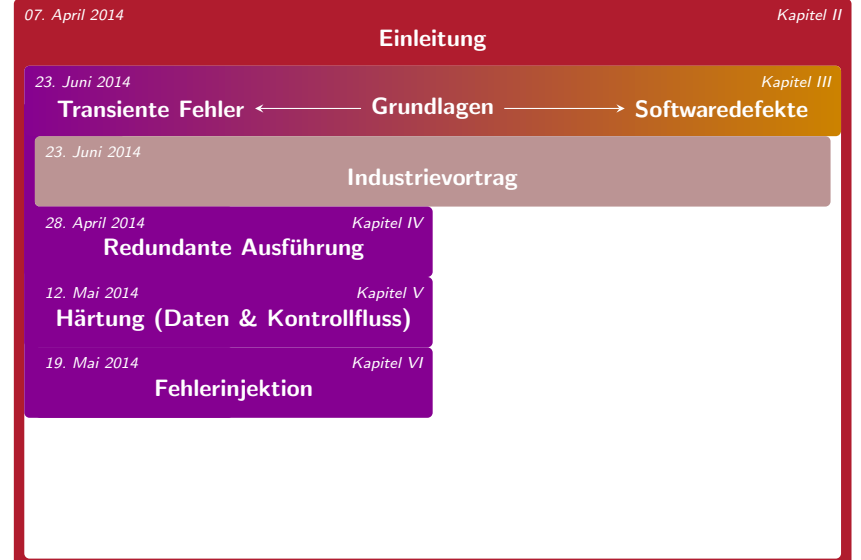 07. April 2014 Kapitel II
Einleitung
23. Juni 2014 Kapitel III
Transiente Fehler Grundlagen Softwaredefekte
23. Juni 2014
Industrievortrag
28. April 2014 Kapitel IV
Redundante Ausführung
12. Mai 2014 Kapitel V
Härtung (Daten & Kontrollfluss)
19. Mai 2014 Kapitel VI
Fehlerinjektion